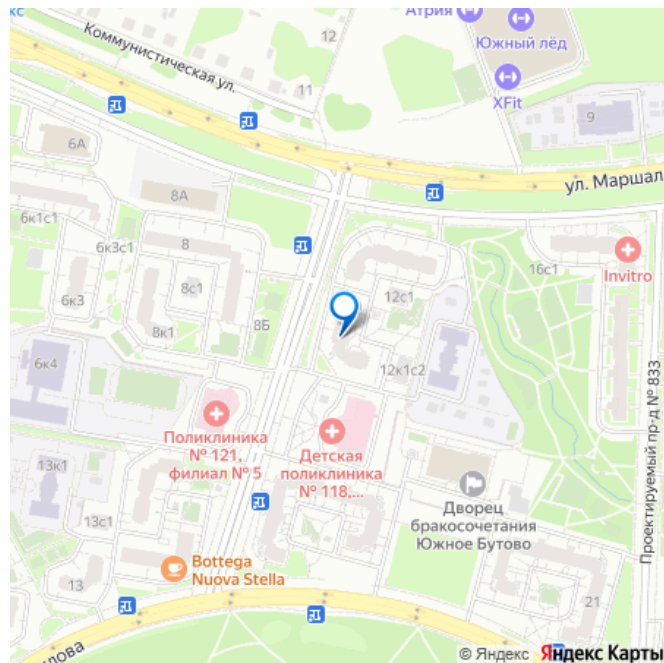 кс
Коммунистическая ул.
Атрия
12
Южный лёд
11
XFit
9
6А
8А
ул. Маршал
6к1с1
6к3с1
8
16с1
Invitro
8с1
12с1
6к3
8к1
8Б
6к4
12к1с2
Проектируемый пр-д № 833
Поликлиника
№ 121,
филиал № 5
Детская
поликлиника
№ 118,...
13к1
Дворец
бракосочетания
Южное Бутово
13с1
Bottega
Nuova Stella
13
21
лова
© Яндекс Яндекс Карты